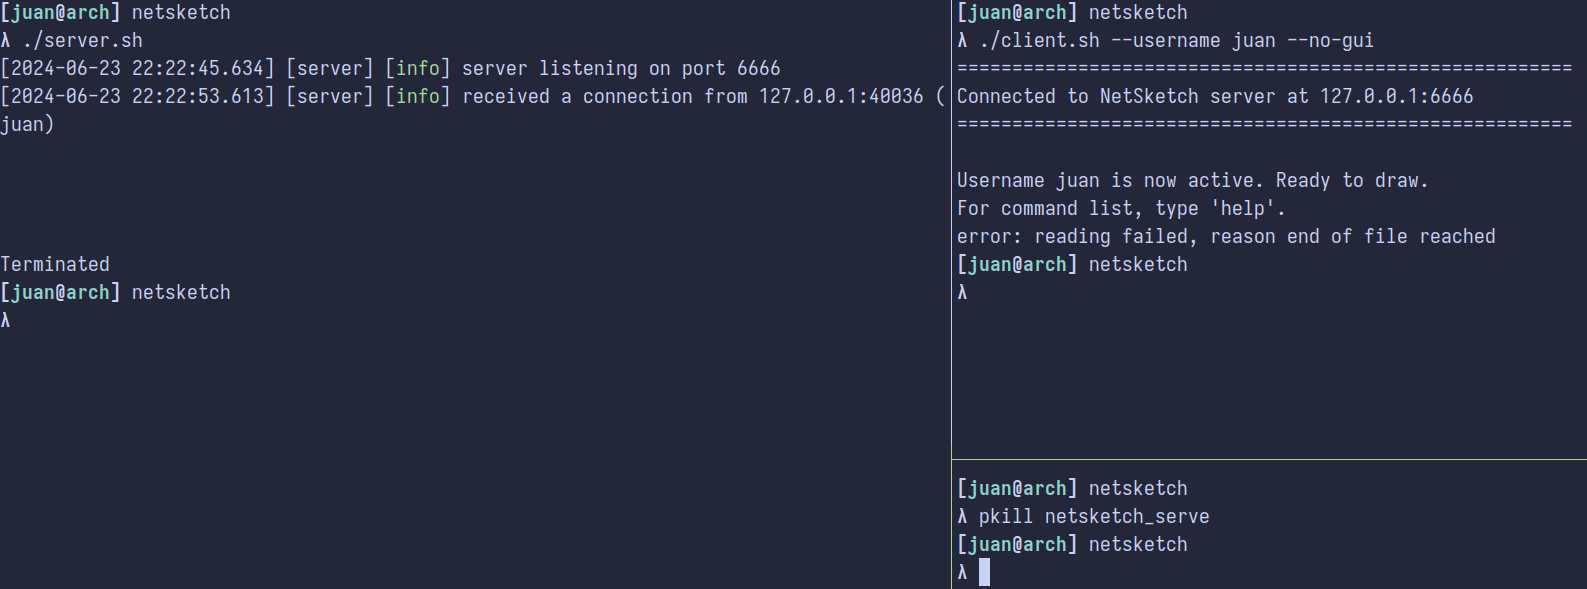 [juan@arch] netsketch
λ ./server.sh
[2024-06-23 22:22:45.634] [server] [info] server listening on port 6666
[2024-06-23 22:22:53.613] [server] [info] received a connection from 127.0.0.1:40036 (
juan)
Terminated
[juan@arch] netsketch
λ
[juan@arch] netsketch
λ ./client.sh --username juan --no-gui
========================================================
Connected to NetSketch server at 127.0.0.1:6666
========================================================
Username juan is now active. Ready to draw.
For command list, type 'help'.
error: reading failed, reason end of file reached
[juan@arch] netsketch
λ
[juan@arch] netsketch
λ pkill netsketch_serve
[juan@arch] netsketch
λ